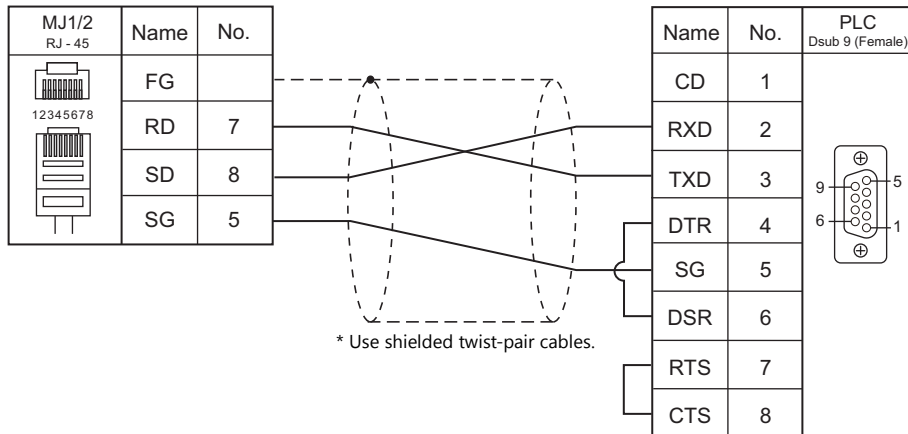 MJ1/2 Name No.
RJ - 45
FG
12345678
RD 7
SD 8
SG 5
* Use shielded twist-pair cables.
Name No. PLC
Dsub 9 (Female)
CD 1
RXD 2
TXD 3
DTR 4
SG 5
DSR 6
RTS 7
CTS 8
9 5
6 1